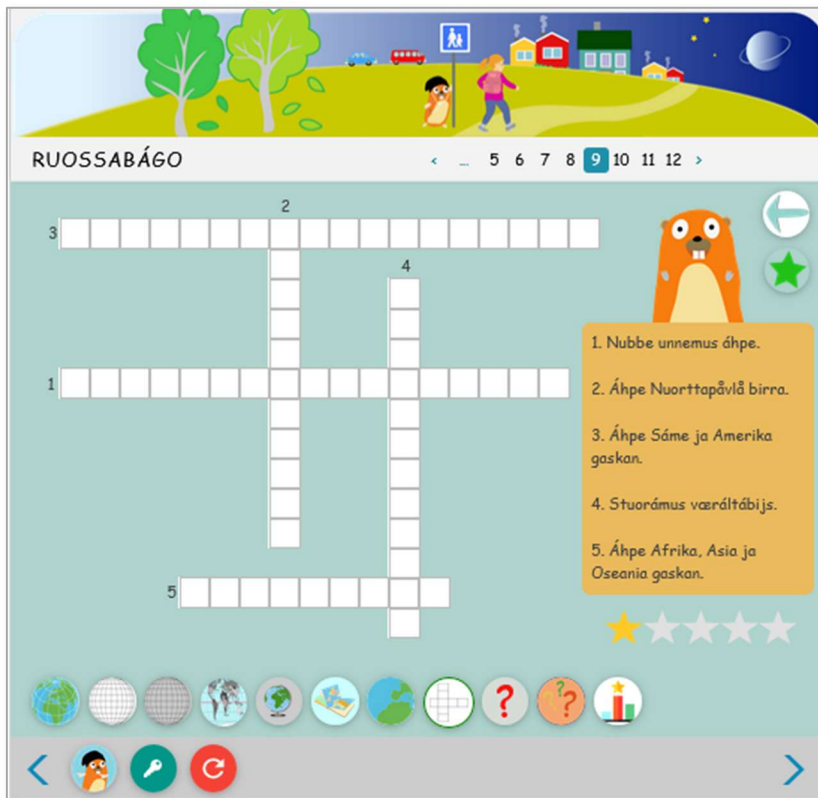 RUOSSABÁGO
‹ ... 5 6 7 8 9 10 11 12 ›
2
3
4
1
5
1. Nubbe unnemus áhpe.
2. Áhpe Nuorttapåvlå birra.
3. Áhpe Sáme ja Amerika
gaskan.
4. Stuorámus væráltábijs.
5. Áhpe Afrika, Asia ja
Oseania gaskan.
?
? ?